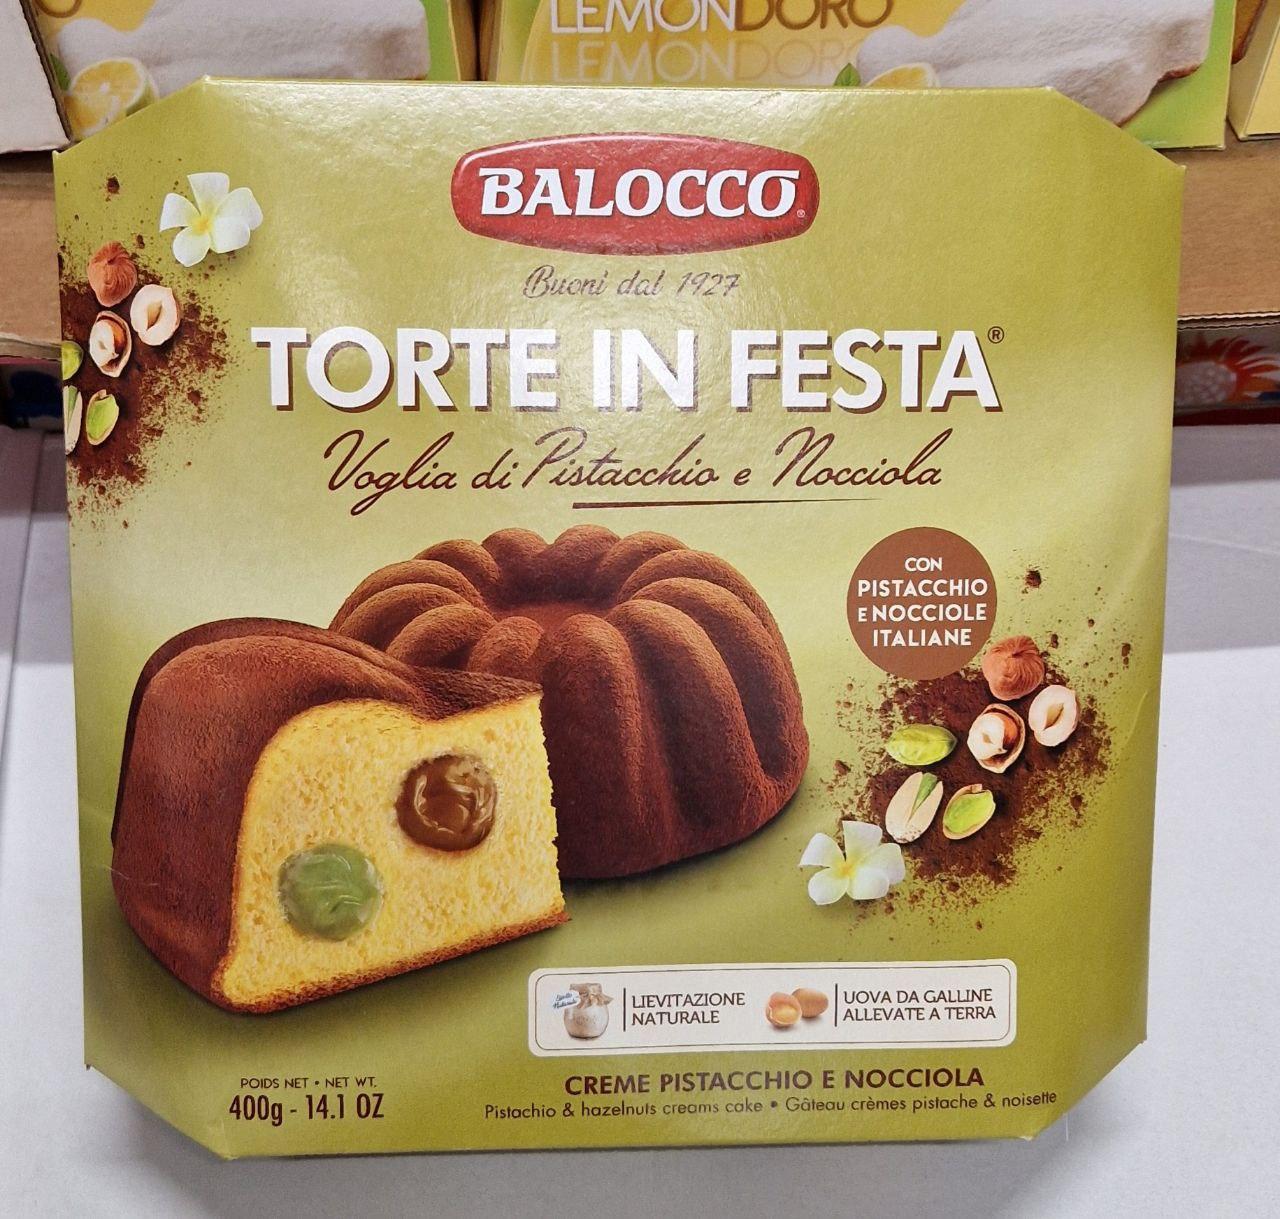 LEMONDORO
LEMONDORO
BALOCCO
Buoni dal 1927
TORTE IN FESTA®
Voglia di Pistacchio e Nocciola
CON
PISTACCHIO
E NOCCIOLE
ITALIANE
LIEVITAZIONE
NATURALE
UOVA DA GALLINE
ALLEVATE A TERRA
POIDS NET • NET WT.
400g - 14.1 OZ
CREME PISTACCHIO E NOCCIOLA
Pistachio & hazelnuts creams cake • Gâteau crèmes pistache & noisette